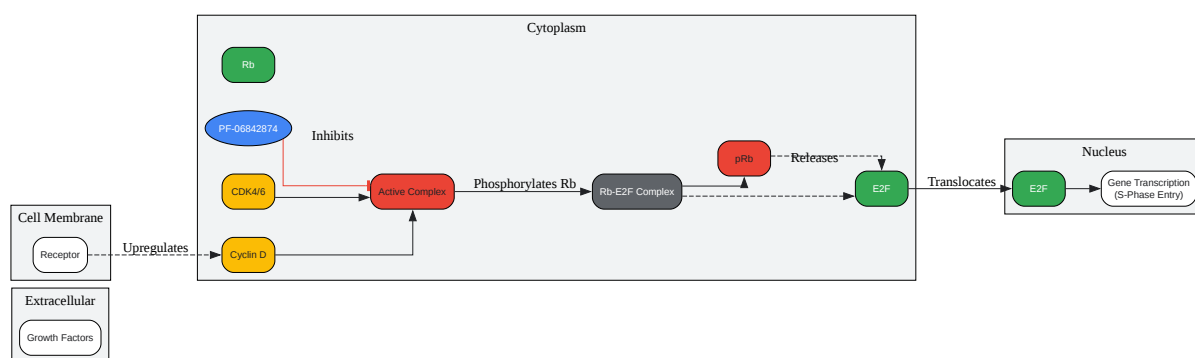 Cytoplasm
Rb
PF-06842874
Inhibits
CDK4/6
Active Complex
Phosphorylates Rb
Rb-E2F Complex
pRb
Releases
E2F
Translocates
Nucleus
E2F
Gene Transcription
(S-Phase Entry)
Cell Membrane
Receptor
Upregulates
Cyclin D
Extracellular
Growth Factors